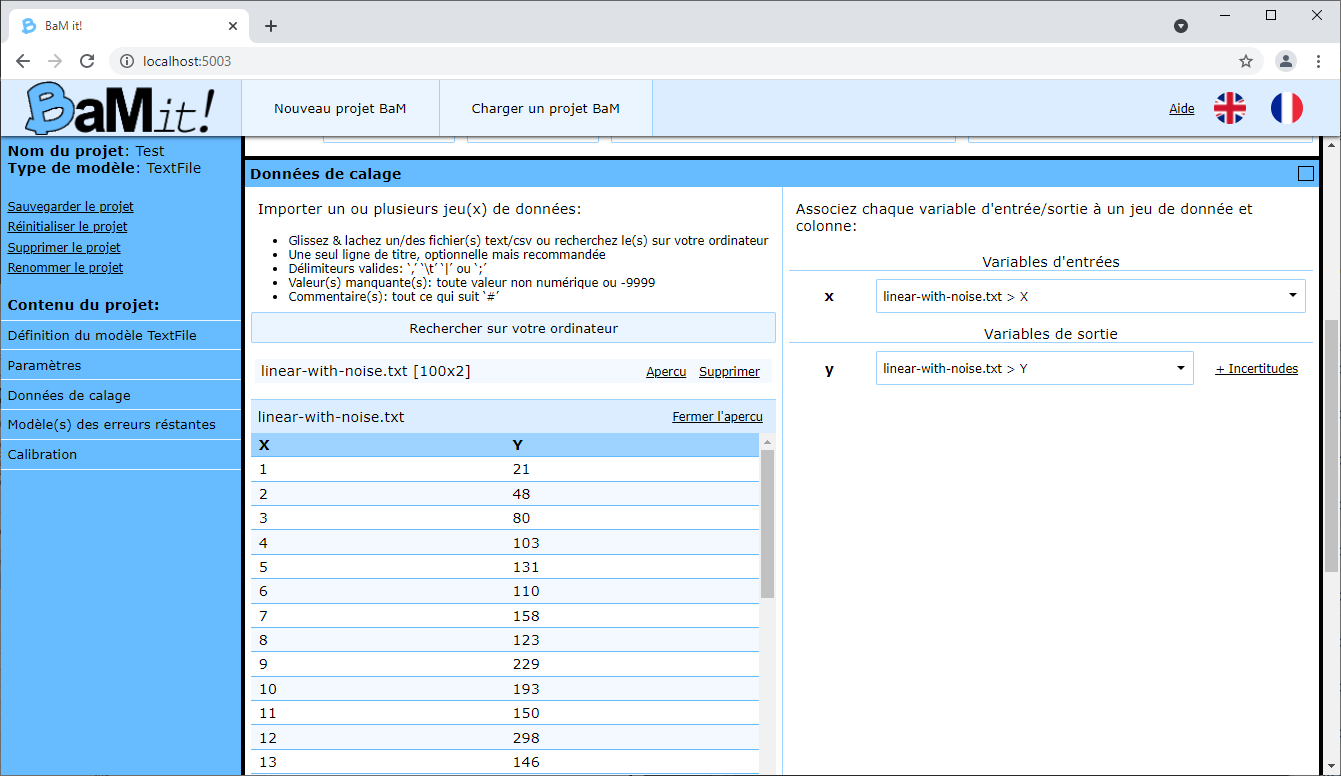 BaM it!
localhost:5003
BaMit!
Nouveau projet BaM
Charger un projet BaM
Aide
Nom du projet: Test
Type de modèle: TextFile
Sauvegarder le projet
Réinitialiser le projet
Supprimer le projet
Renommer le projet
Contenu du projet:
Définition du modèle TextFile
Paramètres
Données de calage
Modèle(s) des erreurs réstantes
Calibration
Données de calage
Importer un ou plusieurs jeu(x) de données:
Glissez & lachez un/des fichier(s) text/csv ou recherchez le(s) sur votre ordinateur
Une seul ligne de titre, optionnelle mais recommandée
Délimiteurs valides: `,´ `\t´ `|´ ou `;´
Valeur(s) manquante(s): toute valeur non numérique ou -9999
Commentaire(s): tout ce qui suit `#´
Rechercher sur votre ordinateur
linear-with-noise.txt [100x2]
Apercu
Supprimer
linear-with-noise.txt
Fermer l'apercu
X Y
1 21
2 48
3 80
4 103
5 131
6 110
7 158
8 123
9 229
10 193
11 150
12 298
13 146
Associez chaque variable d'entrée/sortie à un jeu de donnée et
colonne:
Variables d'entrées
x
linear-with-noise.txt > X
Variables de sortie
y
linear-with-noise.txt > Y
+ Incertitudes